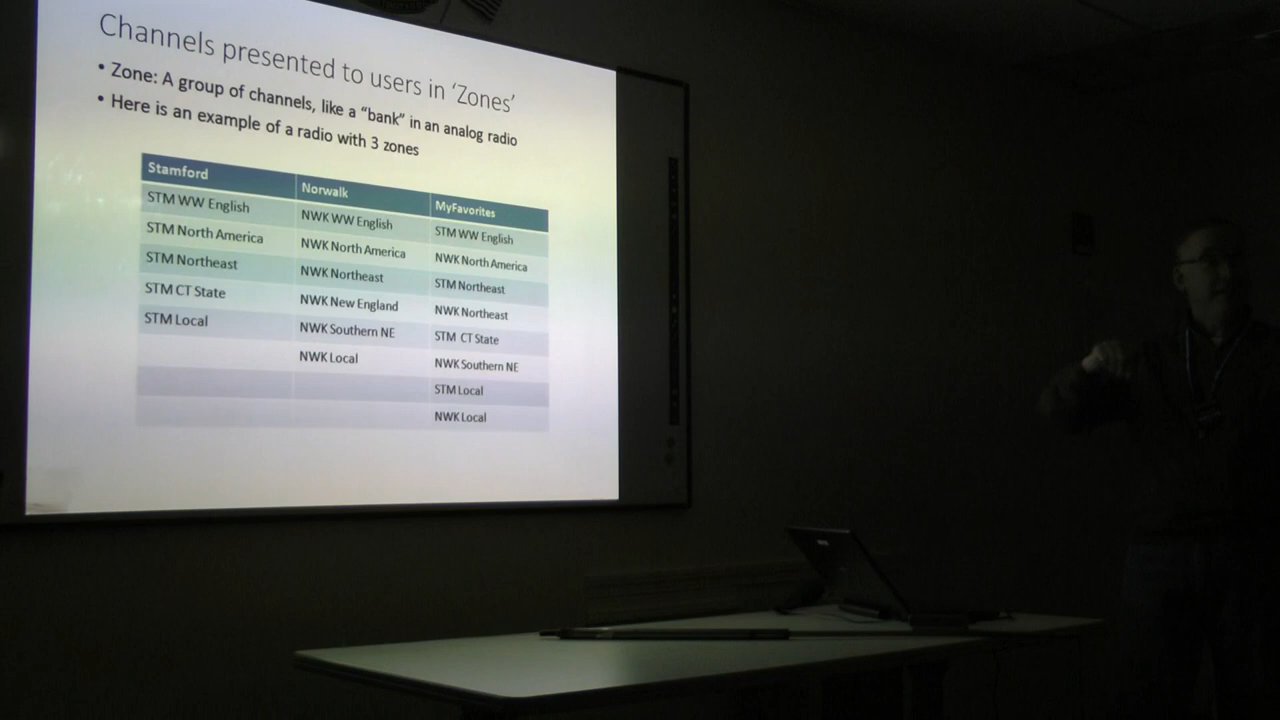 Channels presented to users in ‘Zones’
• Zone: A group of channels, like a “bank” in an analog radio
• Here is an example of a radio with 3 zones
Stamford Norwalk MyFavorites
STM WW English NWK WW English STM WW English
STM North America NWK North America NWK North America
STM Northeast NWK Northeast STM Northeast
STM CT State NWK New England NWK Northeast
STM Local NWK Southern NE STM CT State
NWK Local NWK Southern NE
STM Local
NWK Local